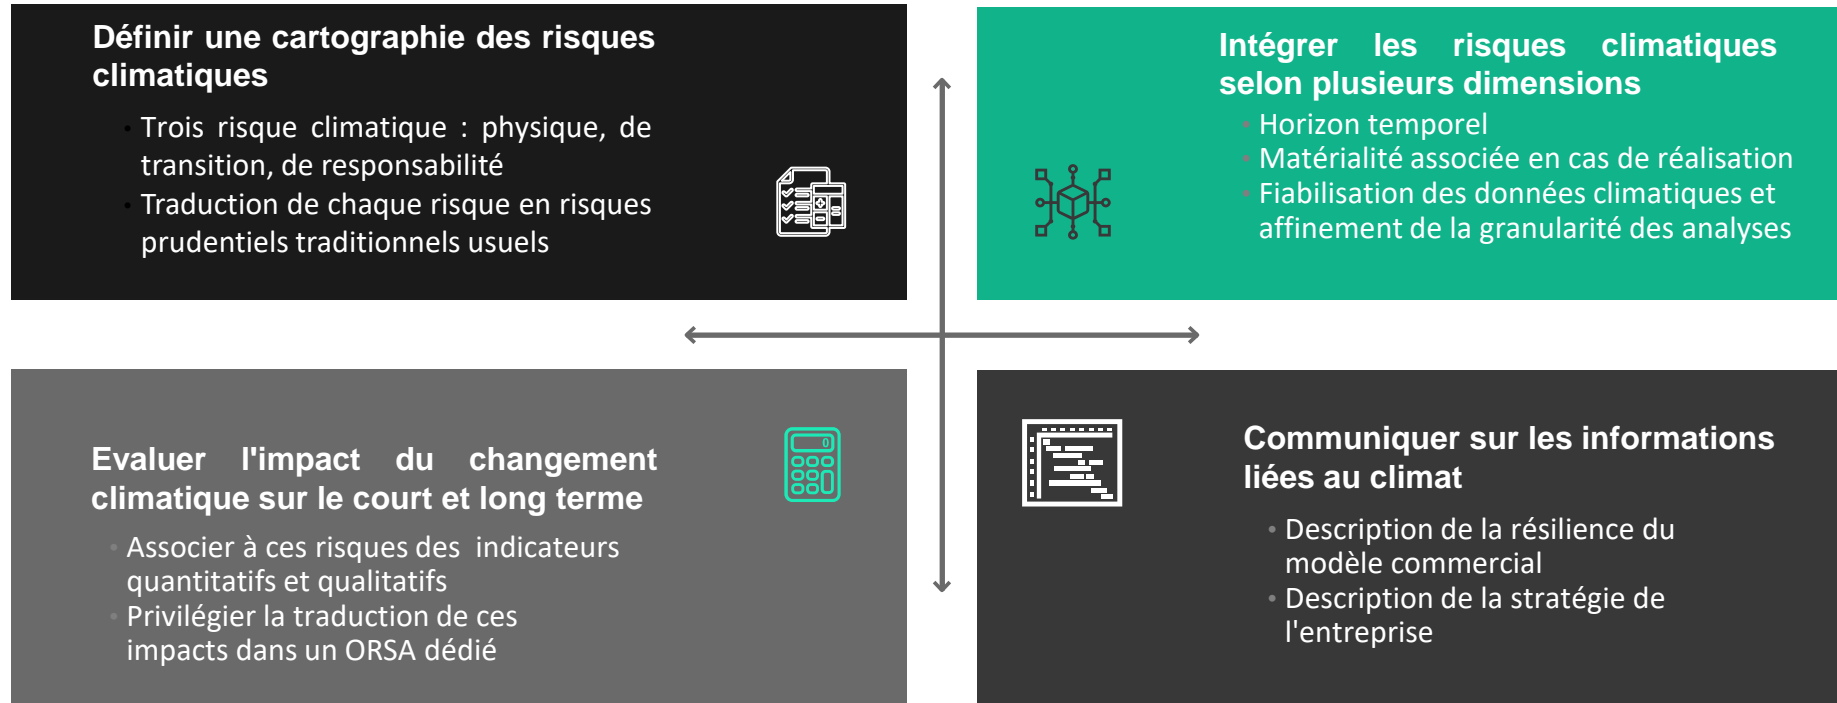 Définir une cartographie des risques
climatiques
• Trois risque climatique : physique, de
transition, de responsabilité
• Traduction de chaque risque en risques
prudentiels traditionnels usuels
Intégrer les risques climatiques
selon plusieurs dimensions
• Horizon temporel
• Matérialité associée en cas de réalisation
• Fiabilisation des données climatiques et
affinement de la granularité des analyses
Evaluer l'impact du changement
climatique sur le court et long terme
• Associer à ces risques des indicateurs
quantitatifs et qualitatifs
• Privilégier la traduction de ces
impacts dans un ORSA dédié
Communiquer sur les informations
liées au climat
• Description de la résilience du
modèle commercial
• Description de la stratégie de
l'entreprise